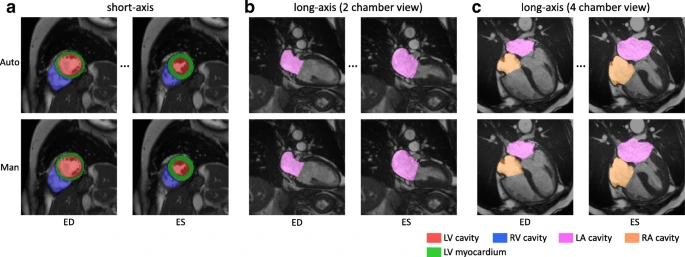 a short-axis b long-axis (2 chamber view) c long-axis (4 chamber view)
Auto ... ... ...
Man
ED ES ED ES ED ES
LV cavity RV cavity LA cavity RA cavity
LV myocardium